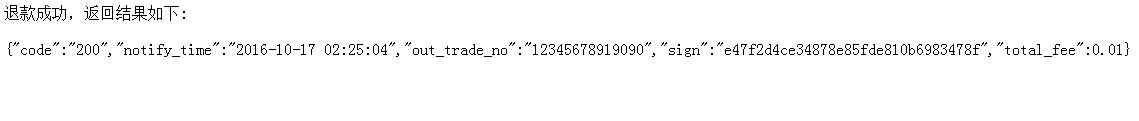 退款成功，返回结果如下:
{"code":"200","notify_time":"2016-10-17 02:25:04","out_trade_no":"12345678919090","sign":"e47f2d4ce34878e85fde810b6983478f","total_fee":0.01}